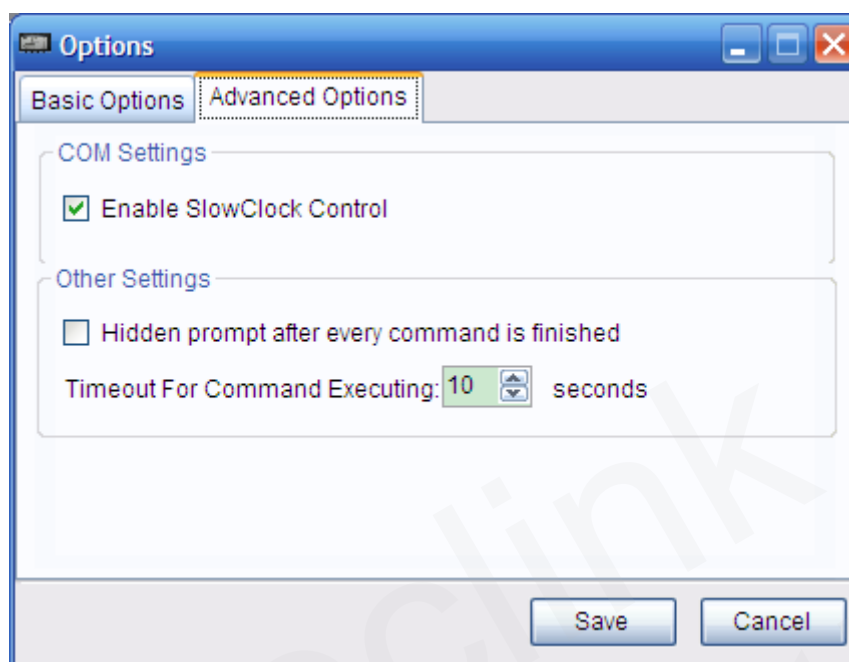 Options
Basic Options
Advanced Options
COM Settings
Enable SlowClock Control
Other Settings
Hidden prompt after every command is finished
Timeout For Command Executing: 10 seconds
Save
Cancel